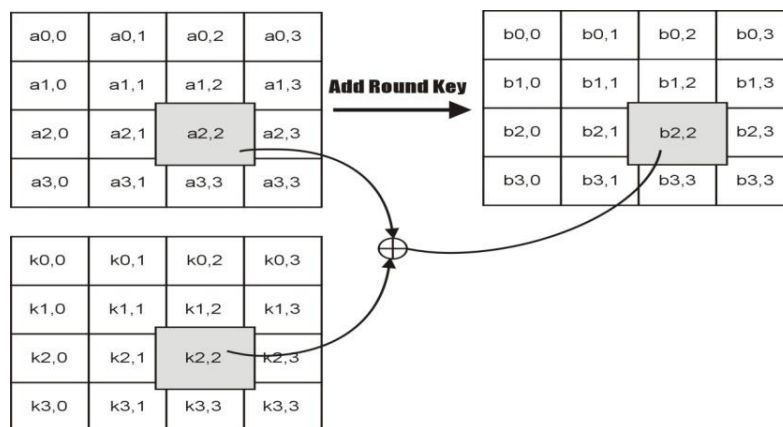 a0,0 a0,1 a0,2 a0,3
a1,0 a1,1 a1,2 a1,3
a2,0 a2,1 a2,2 a2,3
a3,0 a3,1 a3,3 a3,3
Add Round Key
b0,0 b0,1 b0,2 b0,3
b1,0 b1,1 b1,2 b1,3
b2,0 b2,1 b2,2 b2,3
b3,0 b3,1 b3,3 b3,3
k0,0 k0,1 k0,2 k0,3
k1,0 k1,1 k1,2 k1,3
k2,0 k2,1 k2,2 k2,3
k3,0 k3,1 k3,3 k3,3